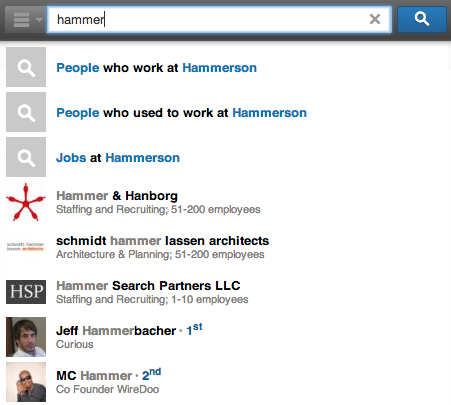 hammer
People who work at Hammerson
People who used to work at Hammerson
Jobs at Hammerson
Hammer & Hanborg
Staffing and Recruiting; 51-200 employees
schmidt hammer lassen architects
schmidt hammer
lassen architects
Architecture & Planning; 51-200 employees
HSP
Hammer Search Partners LLC
Staffing and Recruiting; 1-10 employees
Jeff Hammerbacher · 1st
Curious
MC Hammer · 2nd
Co Founder WireDoo